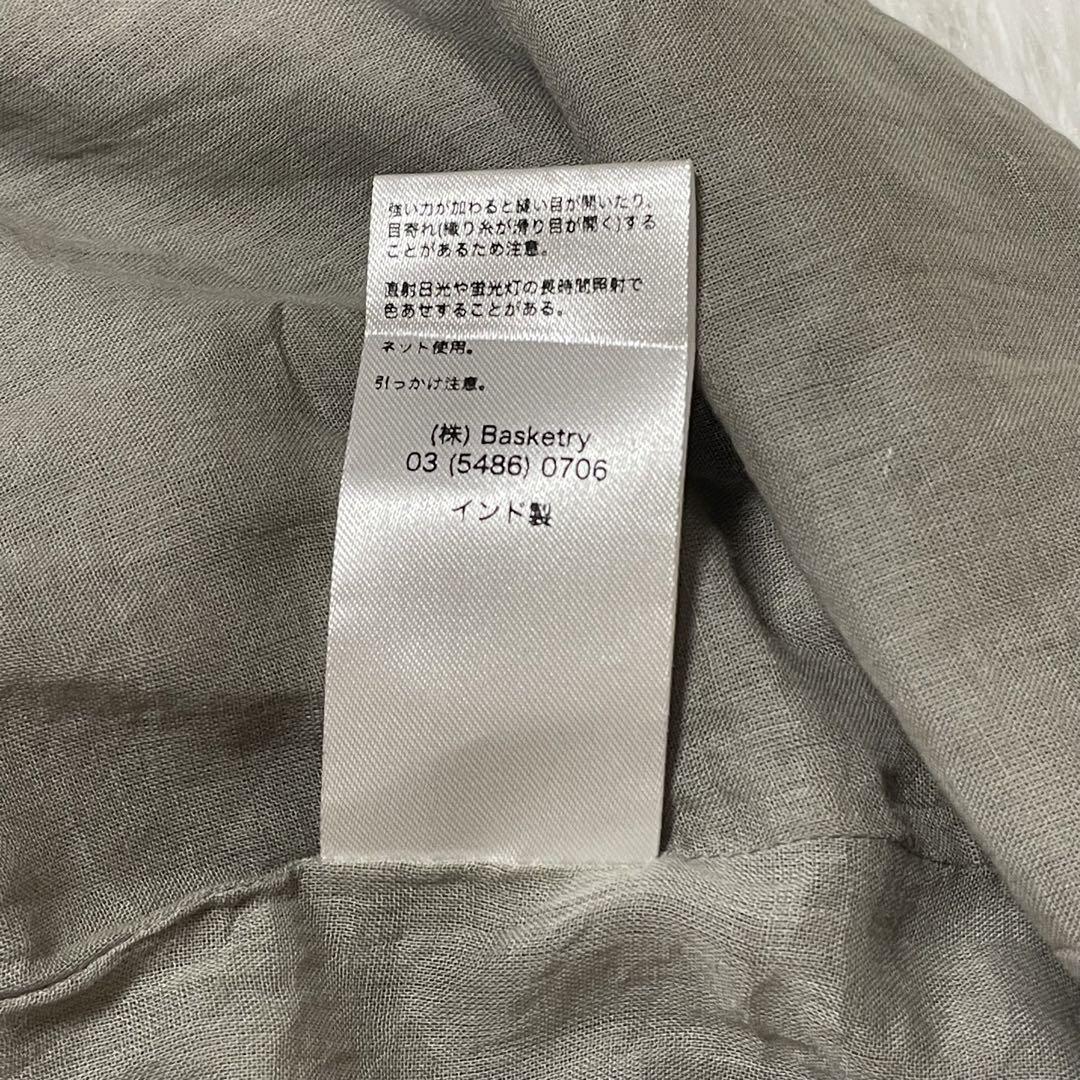 強い力が加わると縫い目が開いたり、
目寄れ(織り糸が滑り目が開く)する
ことがあるため注意。
直射日光や蛍光灯の長時間照射で
色あせすることがある。
ネット使用。
引っかけ注意。
(株) Basketry
03 (5486) 0706
インド製